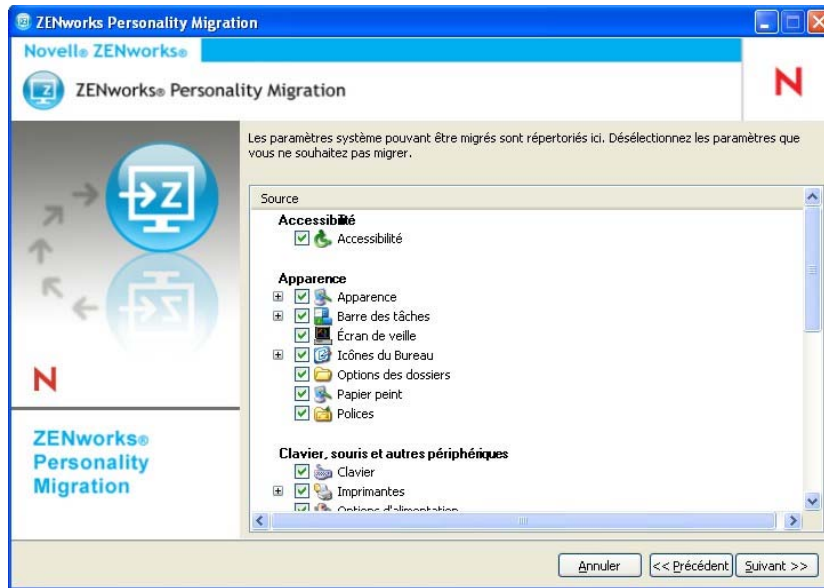 ZENworks Personality Migration
Novell® ZENworks®
ZENworks® Personality Migration
N
Les paramètres système pouvant être migrés sont répertoriés ici. Désélectionnez les paramètres que
vous ne souhaitez pas migrer.
Source
Accessibilité
Accessibilité
Apparence
Apparence
Barre des tâches
Écran de veille
Icônes du Bureau
Options des dossiers
Papier peint
Polices
Clavier, souris et autres périphériques
Clavier
Imprimantes
Options d'alimentation
Z
N
ZENworks®
Personality
Migration
Annuler
<< Précédent
Suivant >>